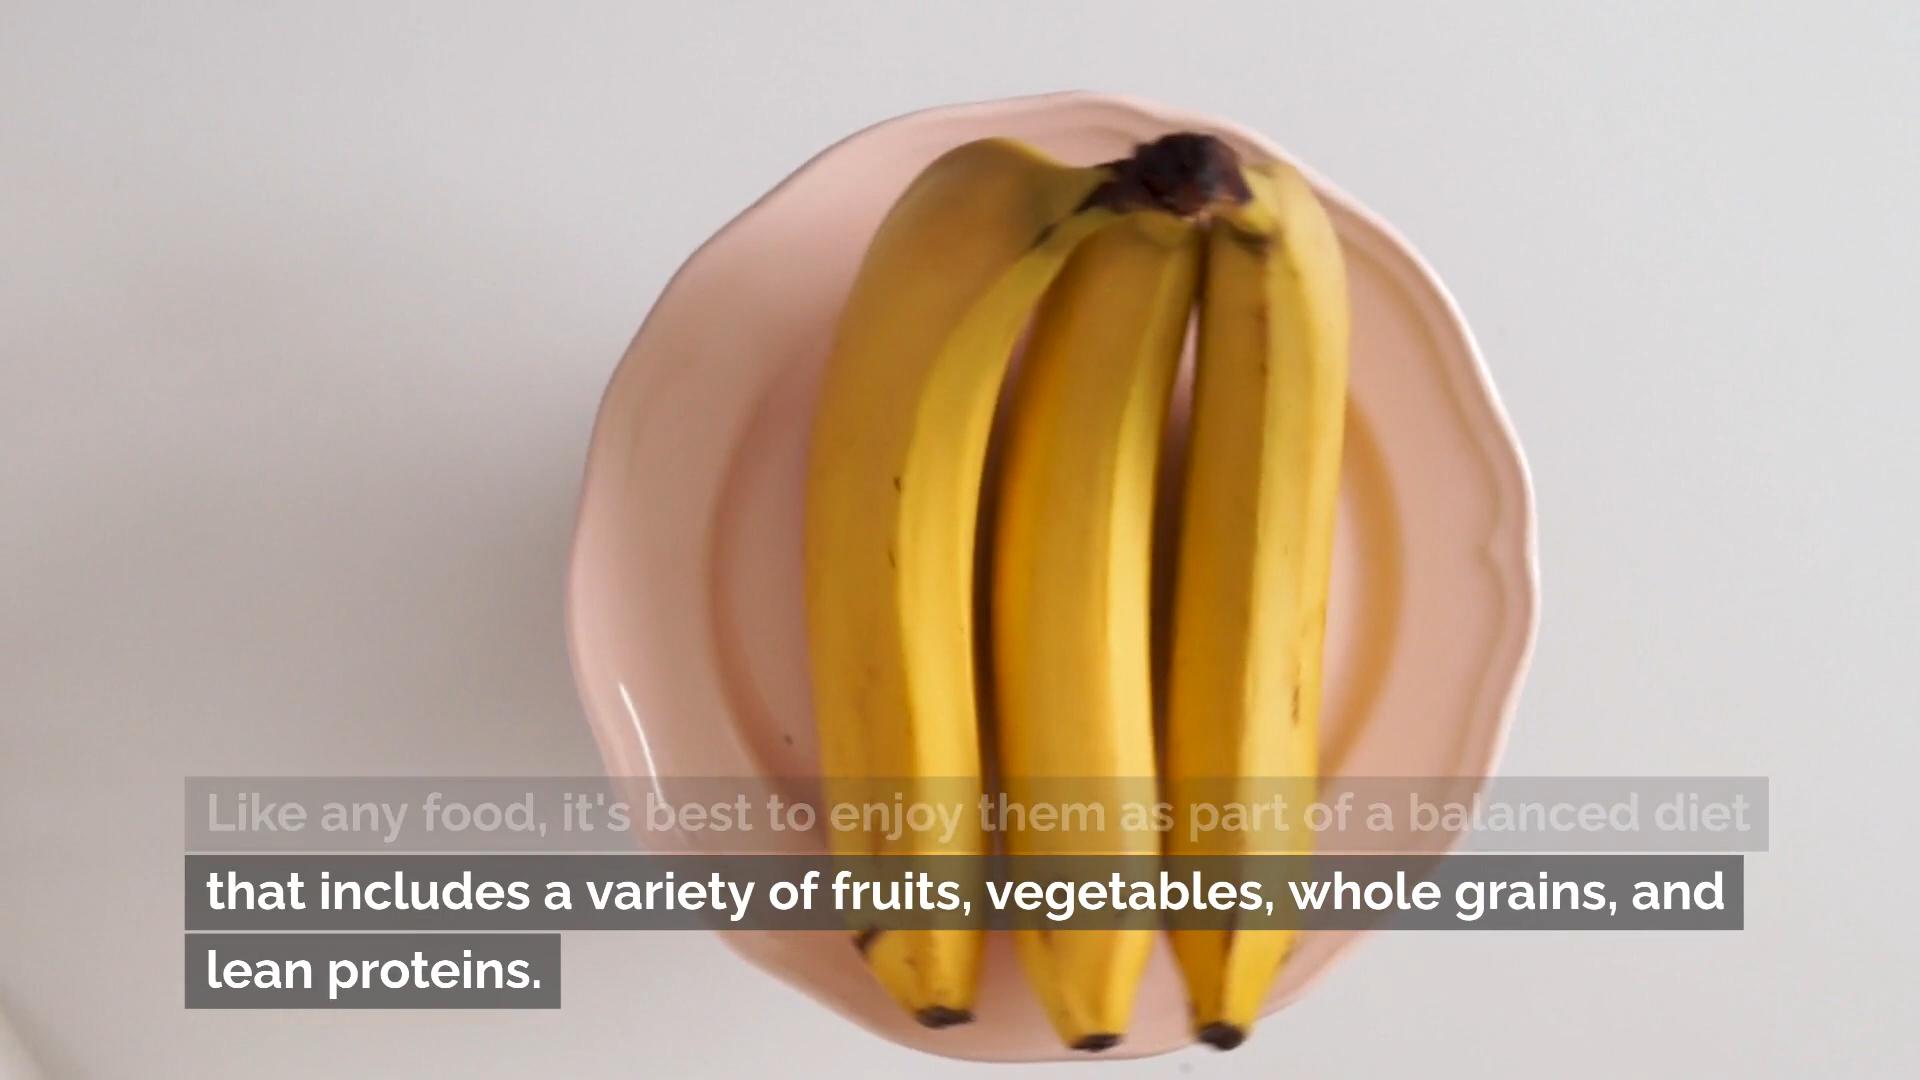 Like any food, it's best to enjoy them as part of a balanced diet
that includes a variety of fruits, vegetables, whole grains, and
lean proteins.